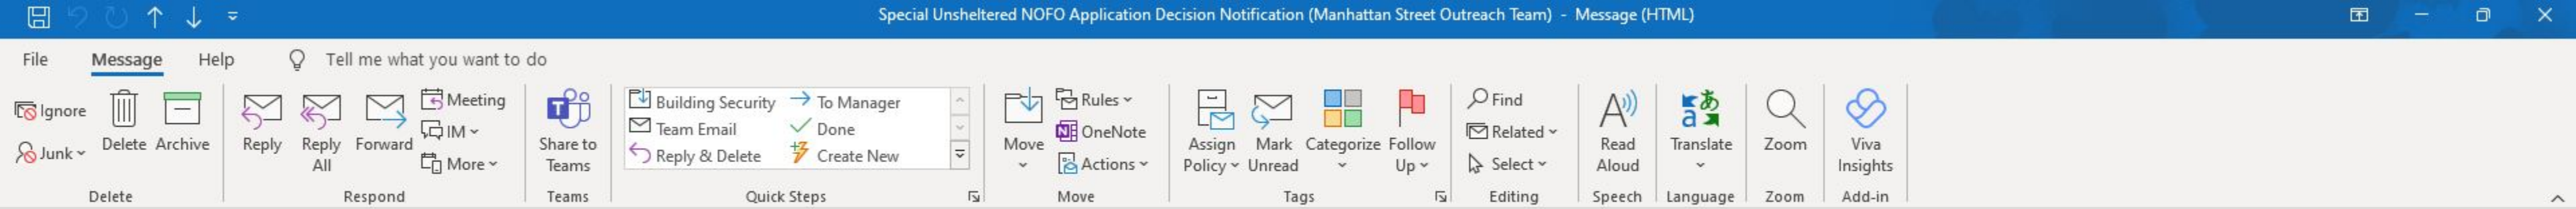 Special Unsheltered NOFO Application Decision Notification (Manhattan Street Outreach Team) - Message (HTML)
File Message Help Tell me what you want to do
Ignore
Junk
Delete
Archive
Delete
Reply
Reply
All
Forward
Meeting
IM
More
Respond
Share to
Teams
Teams
Building Security
Team Email
Reply & Delete
To Manager
Done
Create New
Quick Steps
Move
Rules
OneNote
Actions
Move
Assign
Policy
Mark
Unread
Categorize
Follow
Up
Tags
Find
Related
Select
Editing
Read
Aloud
Speech
Translate
Language
Zoom
Zoom
Viva
Insights
Add-in